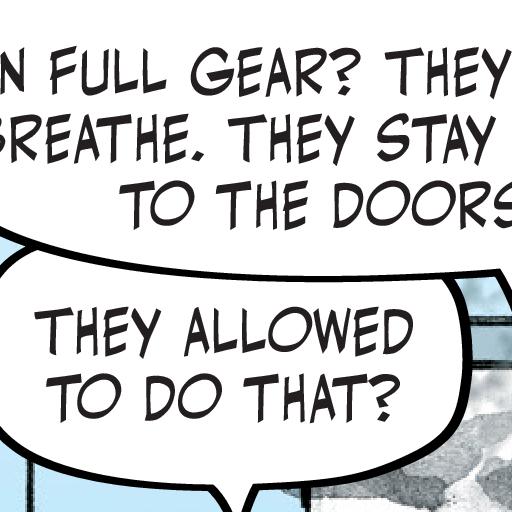 N FULL GEAR? THEY
BREATHE. THEY STAY
TO THE DOORS
THEY ALLOWED
TO DO THAT?